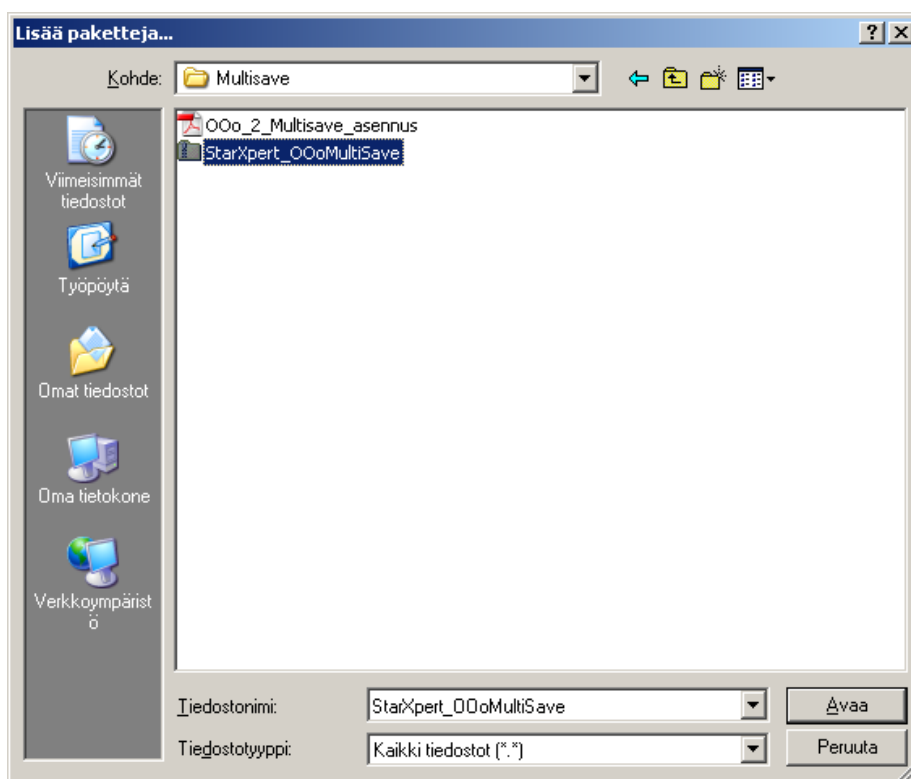 Lisää paketteja...
Kohde:
Multisave
OOo_2_Multisave_asennus
StarXpert_OOoMultiSave
Viimeisimmät
tiedostot
Työpöytä
Omat tiedostot
Oma tietokone
Verkkoympärist
ö
Tiedostonimi:
StarXpert_OOoMultiSave
Avaa
Tiedostotyyppi:
Kaikki tiedostot (*.*)
Peruuta